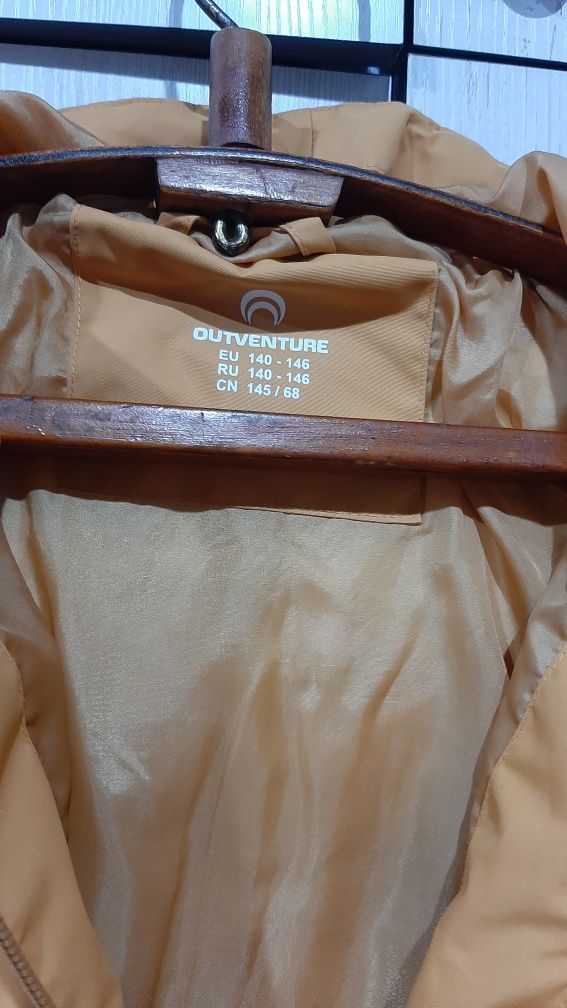 OUTVENTURE
EU 140 - 146
RU 140 - 146
CN 145 / 68